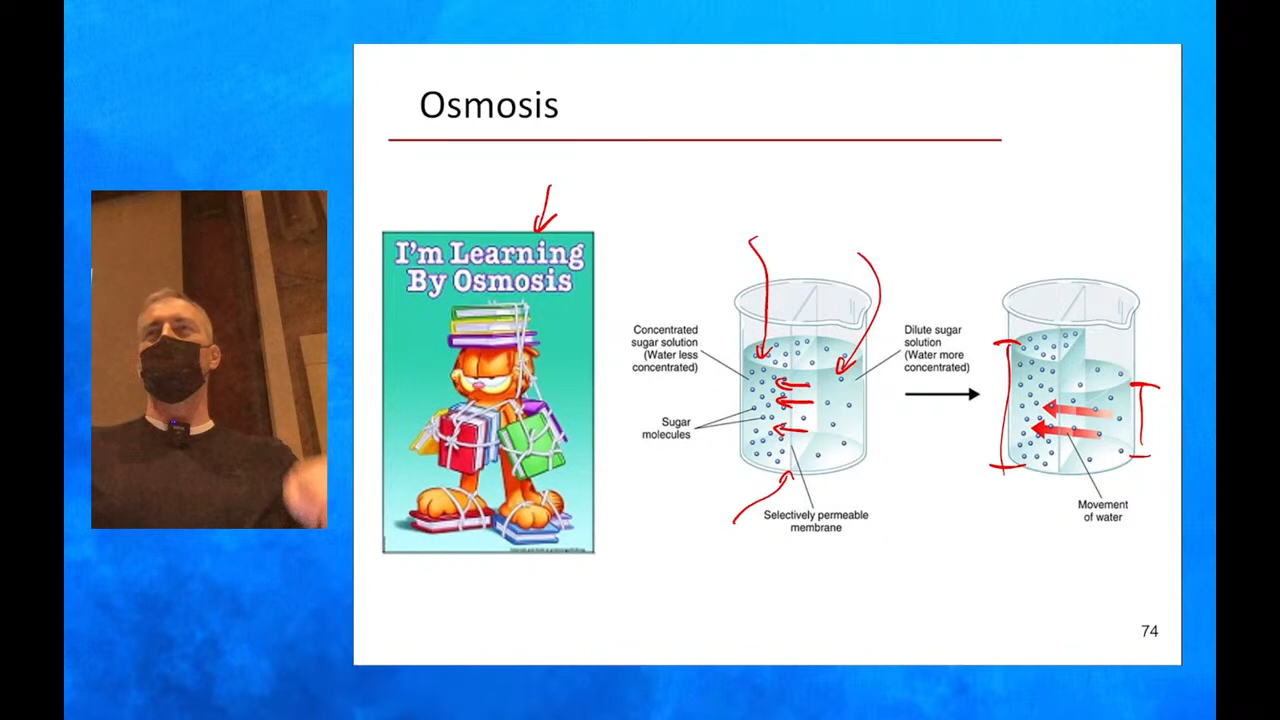 Osmosis
I'm Learning
By Osmosis
Concentrated
sugar solution
(Water less
concentrated)
Sugar
molecules
Dilute sugar
solution
(Water more
concentrated)
Selectively permeable
membrane
Movement
of water
74